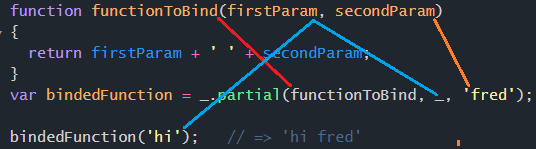 function functionToBind(firstParam, secondParam)
{
  return firstParam + ' ' + secondParam;
}
var bindedFunction = _.partial(functionToBind, _, 'fred');
bindedFunction('hi');   // => 'hi fred'